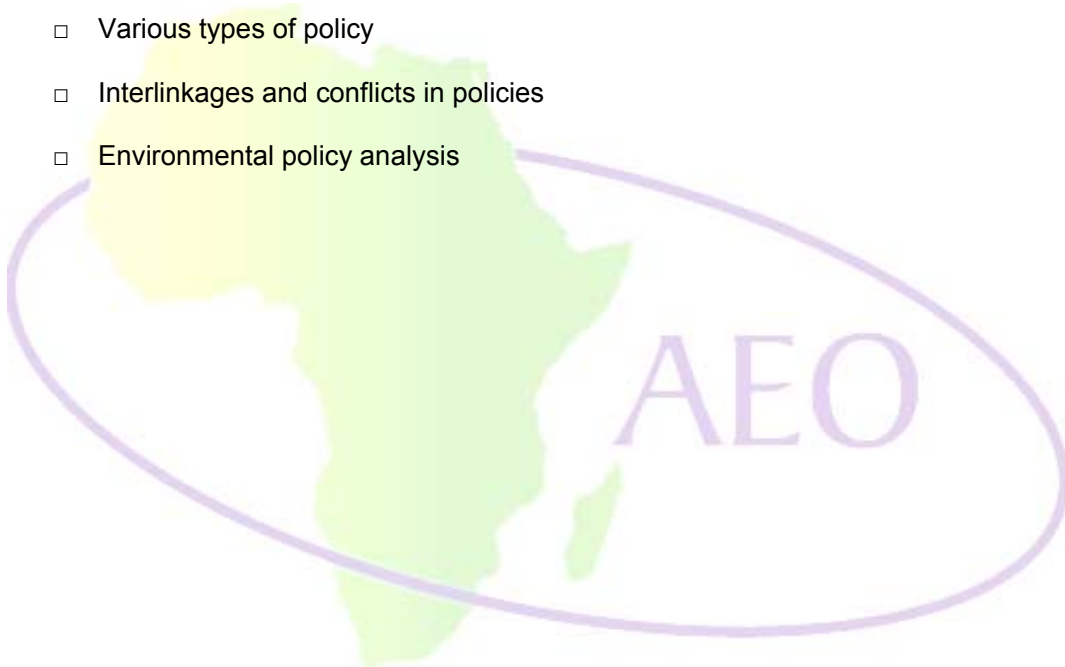 □ Various types of policy
□ Interlinkages and conflicts in policies
□ Environmental policy analysis
AEO